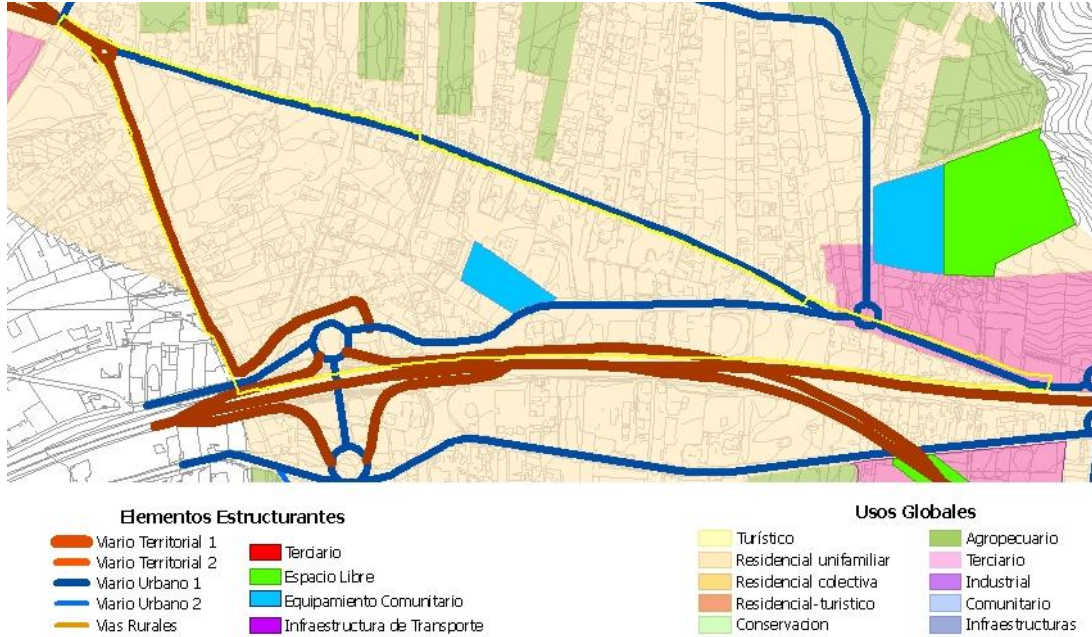 Elementos Estructurantes
Viario Territorial 1
Viario Territorial 2
Viario Urbano 1
Viario Urbano 2
Vias Rurales
Terciario
Espacio Libre
Equipamiento Comunitario
Infraestructura de Transporte
Usos Globales
Turístico
Residencial unifamiliar
Residencial colectiva
Residencial-turistico
Conservacion
Agropecuario
Terciario
Industrial
Comunitario
Infraestructuras